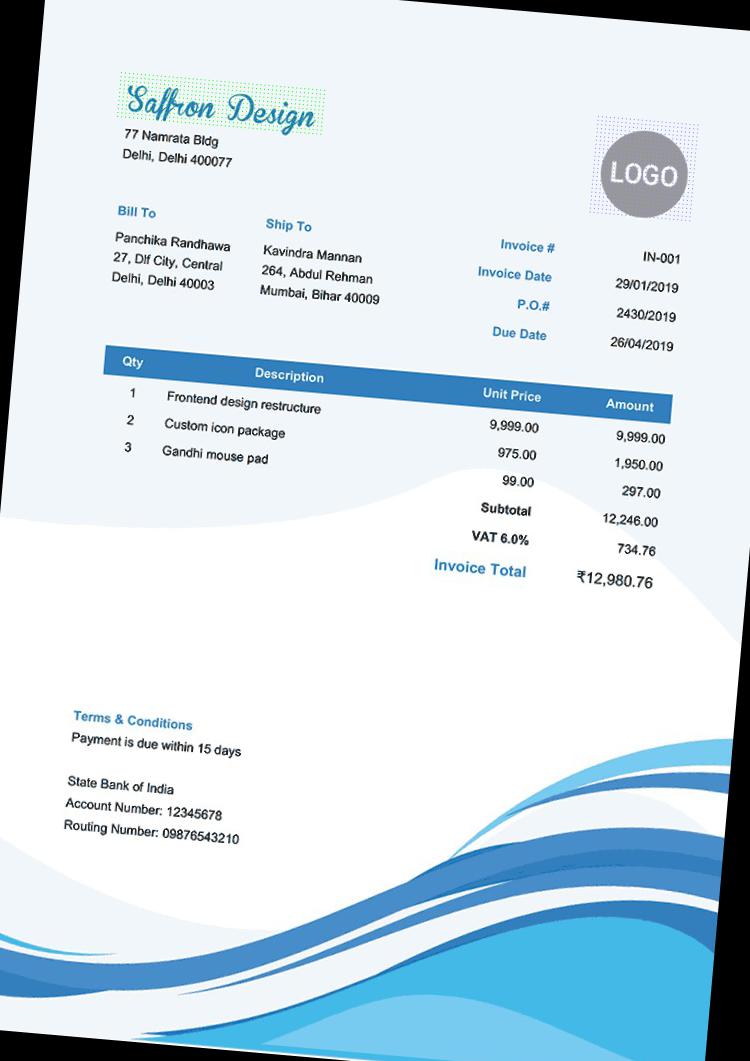 Saffron Design
77 Namrata Bldg
Delhi, Delhi 400077
LOGO
Bill To
Panchika Randhawa
27, Dlf City, Central
Delhi, Delhi 40003
Ship To
Kavindra Mannan
264, Abdul Rehman
Mumbai, Bihar 40009
Invoice # IN-001
Invoice Date 29/01/2019
P.O.# 2430/2019
Due Date 26/04/2019
Qty Description Unit Price Amount
1 Frontend design restructure 9,999.00 9,999.00
2 Custom icon package 975.00 1,950.00
3 Gandhi mouse pad 99.00 297.00
Subtotal 12,246.00
VAT 6.0% 734.76
Invoice Total ₹12,980.76
Terms & Conditions
Payment is due within 15 days
State Bank of India
Account Number: 12345678
Routing Number: 09876543210